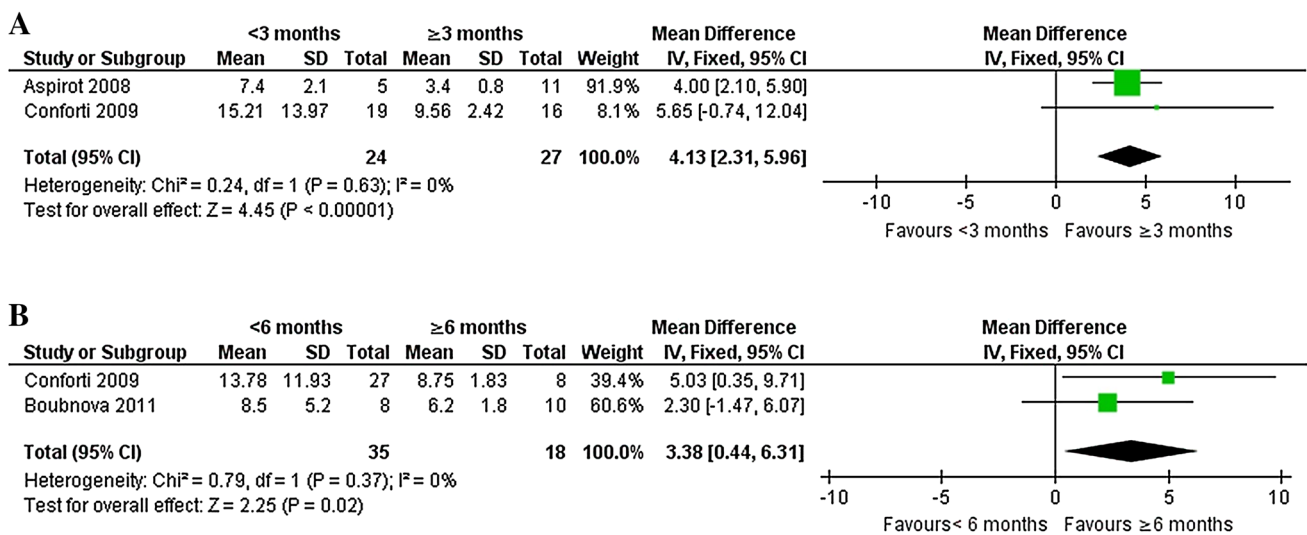 A
<3 months ≥3 months Mean Difference Mean Difference
Study or Subgroup Mean SD Total Mean SD Total Weight IV, Fixed, 95% CI IV, Fixed, 95% CI
Aspirot 2008 7.4 2.1 5 3.4 0.8 11 91.9% 4.00 [2.10, 5.90]
Conforti 2009 15.21 13.97 19 9.56 2.42 16 8.1% 5.65 [-0.74, 12.04]
Total (95% CI) 24 27 100.0% 4.13 [2.31, 5.96]
Heterogeneity: Chi² = 0.24, df = 1 (P = 0.63); I² = 0%
Test for overall effect: Z = 4.45 (P < 0.00001)
-10 -5 0 5 10
Favours <3 months Favours ≥3 months
B
<6 months ≥6 months Mean Difference Mean Difference
Study or Subgroup Mean SD Total Mean SD Total Weight IV, Fixed, 95% CI IV, Fixed, 95% CI
Conforti 2009 13.78 11.93 27 8.75 1.83 8 39.4% 5.03 [0.35, 9.71]
Boubnova 2011 8.5 5.2 8 6.2 1.8 10 60.6% 2.30 [-1.47, 6.07]
Total (95% CI) 35 18 100.0% 3.38 [0.44, 6.31]
Heterogeneity: Chi² = 0.79, df = 1 (P = 0.37); I² = 0%
Test for overall effect: Z = 2.25 (P = 0.02)
-10 -5 0 5 10
Favours< 6 months Favours ≥6 months